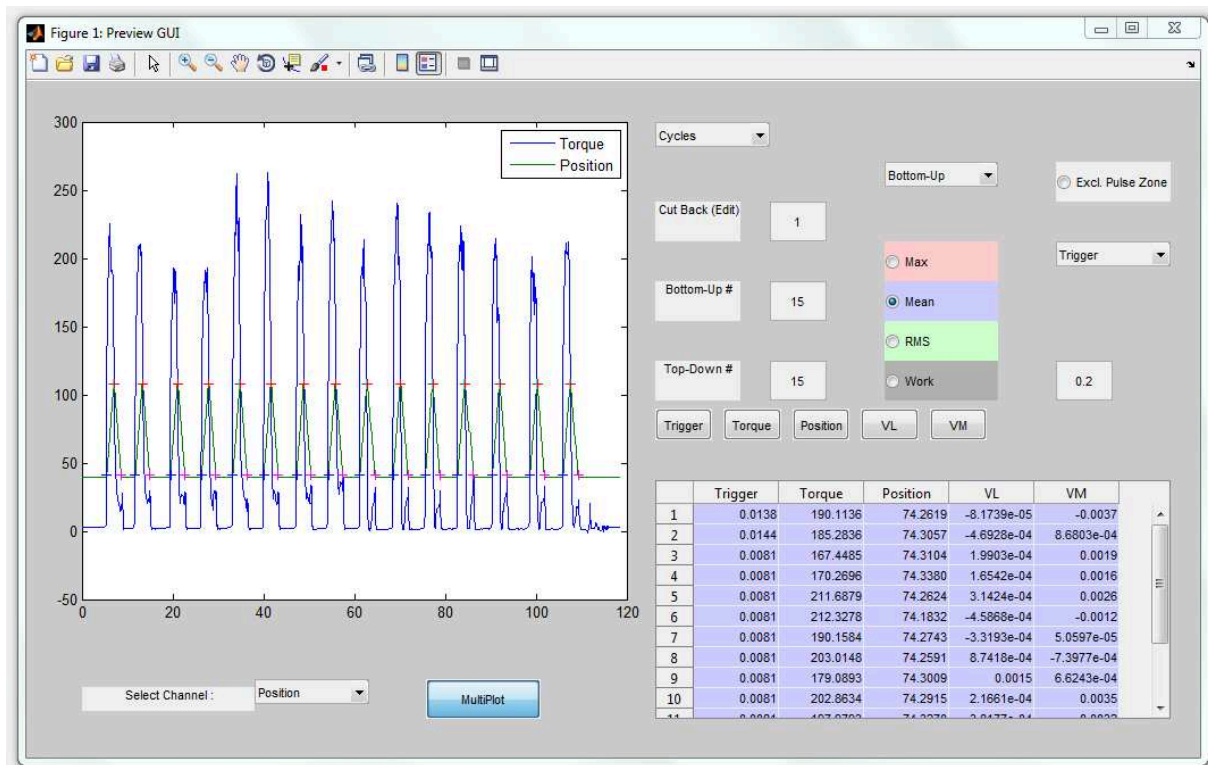 Figure 1: Preview GUI
300
250
200
150
100
50
0
-50
0 20 40 60 80 100 120
Torque
Position
Cycles
Bottom-Up
Excl. Pulse Zone
Cut Back (Edit)
1
Max
Trigger
Bottom-Up #
15
Mean
RMS
Top-Down #
15
Work
0.2
Trigger Torque Position VL VM
Trigger Torque Position VL VM
1 0.0138 190.1136 74.2619 -8.1739e-05 -0.0037
2 0.0144 185.2836 74.3057 -4.6928e-04 8.6803e-04
3 0.0081 167.4485 74.3104 1.9903e-04 0.0019
4 0.0081 170.2696 74.3380 1.6542e-04 0.0016
5 0.0081 211.6879 74.2624 3.1424e-04 0.0026
6 0.0081 212.3278 74.1832 -4.5868e-04 -0.0012
7 0.0081 190.1584 74.2743 -3.3193e-04 5.0597e-05
8 0.0081 203.0148 74.2591 8.7418e-04 -7.3977e-04
9 0.0081 179.0893 74.3009 0.0015 6.6243e-04
10 0.0081 202.8634 74.2915 2.1661e-04 0.0035
Select Channel :
Position
MultiPlot